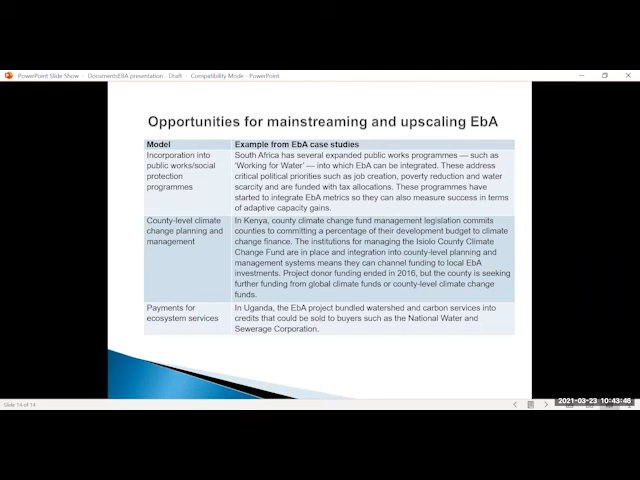 PowerPoint Slide Show - DocumentsEBA presentation - Draft - Compatibility Mode - PowerPoint
Opportunities for mainstreaming and upscaling EbA
Model
Example from EbA case studies
Incorporation into
public works/social
protection
programmes
South Africa has several expanded public works programmes — such as
'Working for Water' — into which EbA can be integrated. These address
critical political priorities such as job creation, poverty reduction and water
scarcity and are funded with tax allocations. These programmes have
started to integrate EbA metrics so they can also measure success in terms
of adaptive capacity gains.
County-level climate
change planning and
management
In Kenya, county climate change fund management legislation commits
counties to committing a percentage of their development budget to climate
change finance. The institutions for managing the Isiolo County Climate
Change Fund are in place and integration into county-level planning and
management systems means they can channel funding to local EbA
investments. Project donor funding ended in 2016, but the county is seeking
further funding from global climate funds or county-level climate change
funds.
Payments for
ecosystem services
In Uganda, the EbA project bundled watershed and carbon services into
credits that could be sold to buyers such as the National Water and
Sewerage Corporation.
Slide 14 of 14
2021-03-23 10:43:46